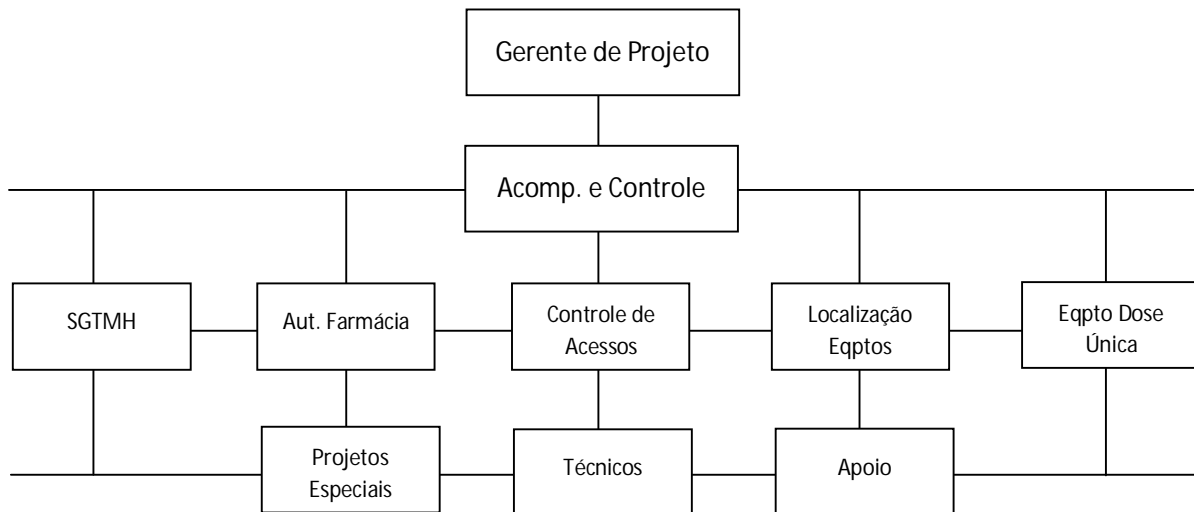 Gerente de Projeto
Acomp. e Controle
SGTMH
Aut. Farmácia
Controle de
Acessos
Localização
Eqptos
Eqpto Dose
Única
Projetos
Especiais
Técnicos
Apoio